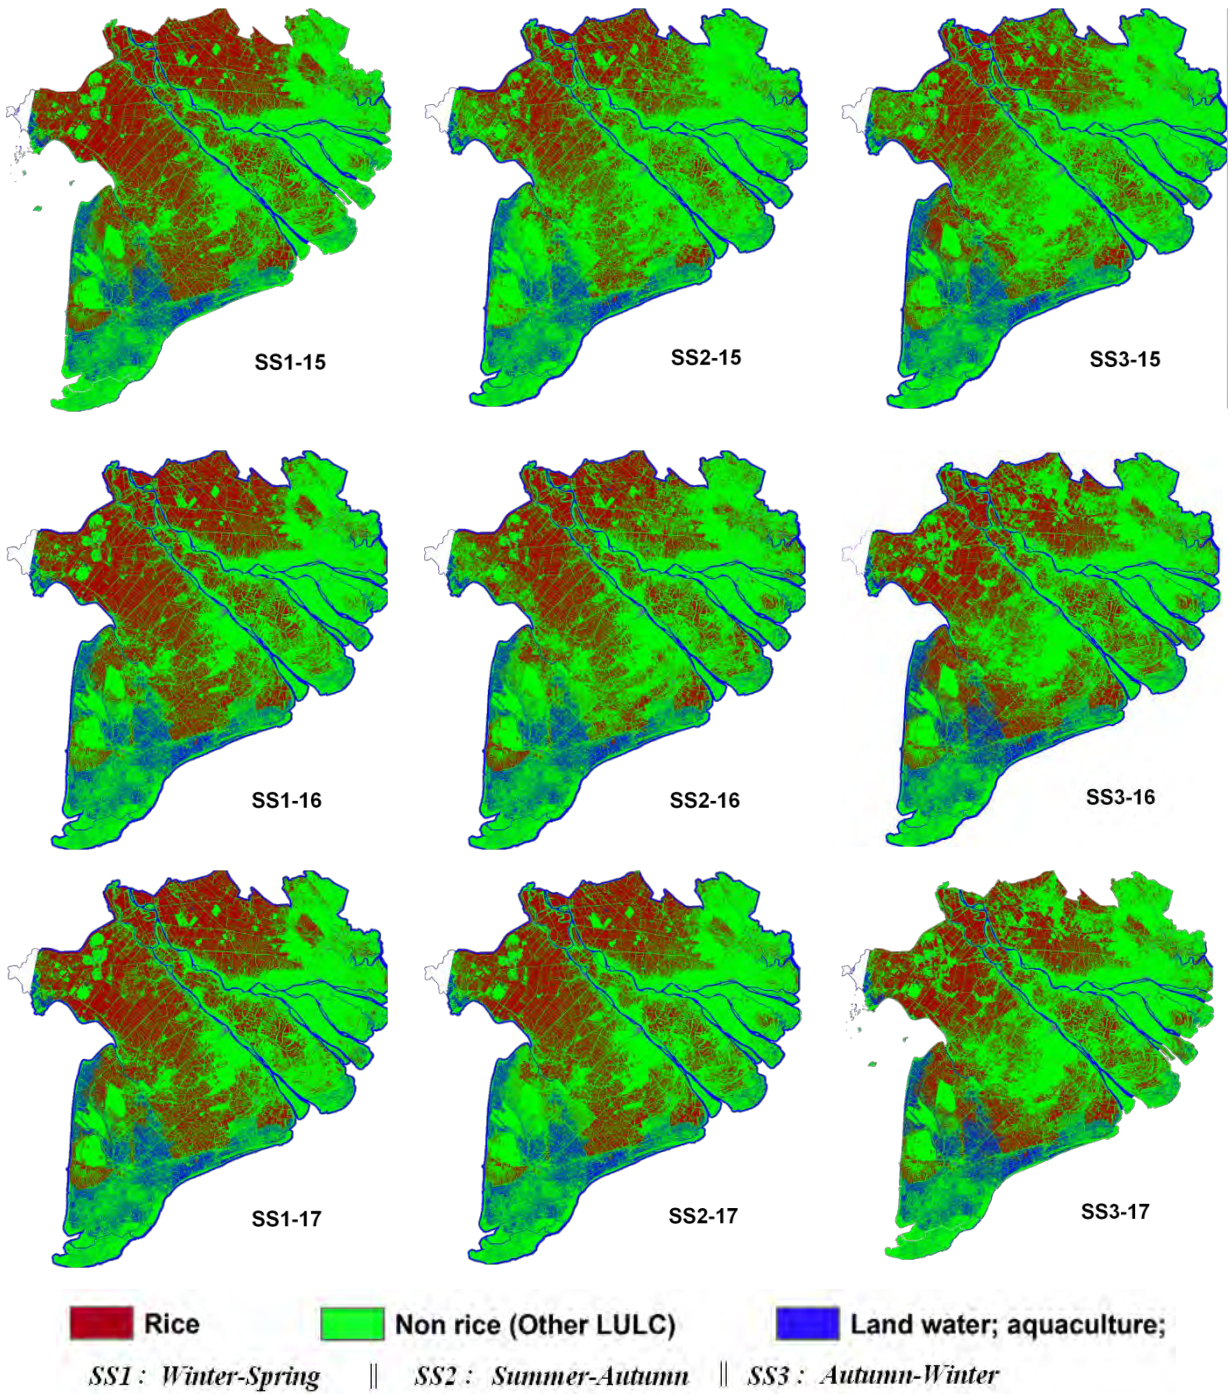 SS1-15
SS2-15
SS3-15
SS1-16
SS2-16
SS3-16
SS1-17
SS2-17
SS3-17
Rice
Non rice (Other LULC)
Land water; aquaculture;
SS1 : Winter-Spring || SS2 : Summer-Autumn || SS3 : Autumn-Winter